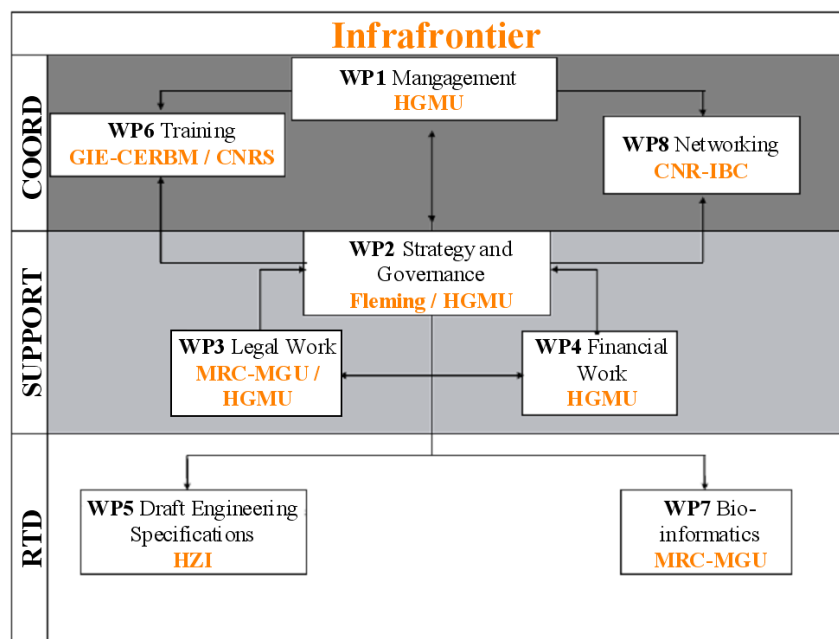 Infrafrontier
COORD
WP1 Mangagement
HGMU
WP6 Training
GIE-CERBM / CNRS
WP8 Networking
CNR-IBC
SUPPORT
WP2 Strategy and
Governance
Fleming / HGMU
WP3 Legal Work
MRC-MGU /
HGMU
WP4 Financial
Work
HGMU
RTD
WP5 Draft Engineering
Specifications
HZI
WP7 Bio-
informatics
MRC-MGU